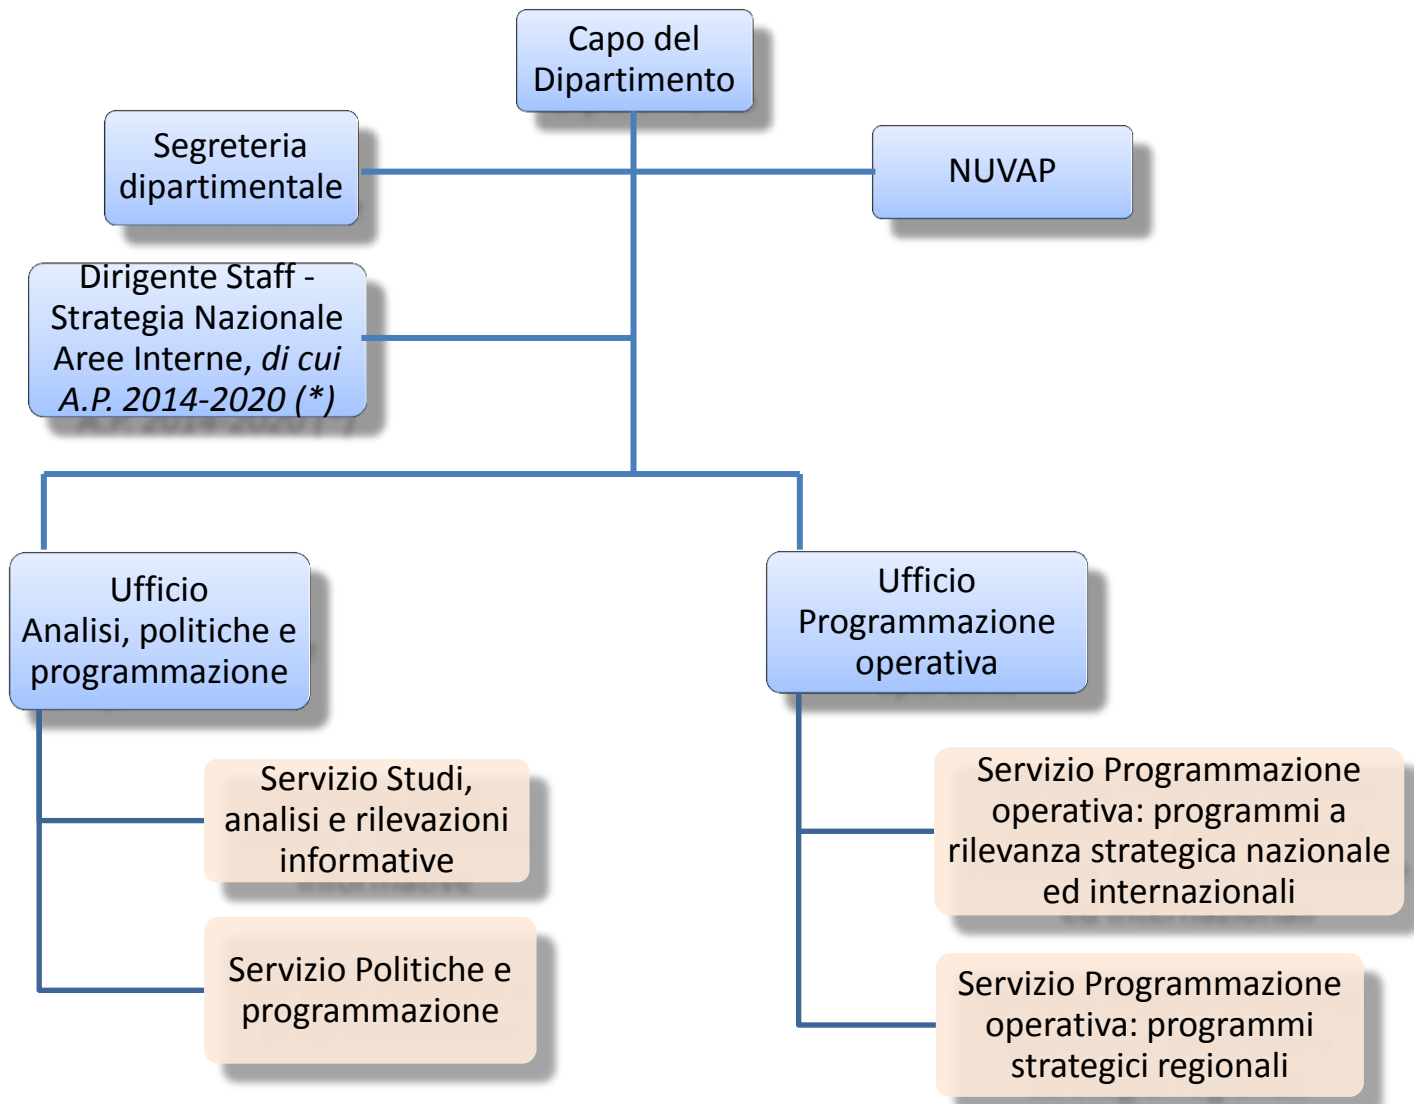 Capo del
Dipartimento
Segreteria
dipartimentale
NUVAP
Dirigente Staff -
Strategia Nazionale
Aree Interne, di cui
A.P. 2014-2020 (*)
Ufficio
Analisi, politiche e
programmazione
Ufficio
Programmazione
operativa
Servizio Studi,
analisi e rilevazioni
informative
Servizio Politiche e
programmazione
Servizio Programmazione
operativa: programmi a
rilevanza strategica nazionale
ed internazionali
Servizio Programmazione
operativa: programmi
strategici regionali